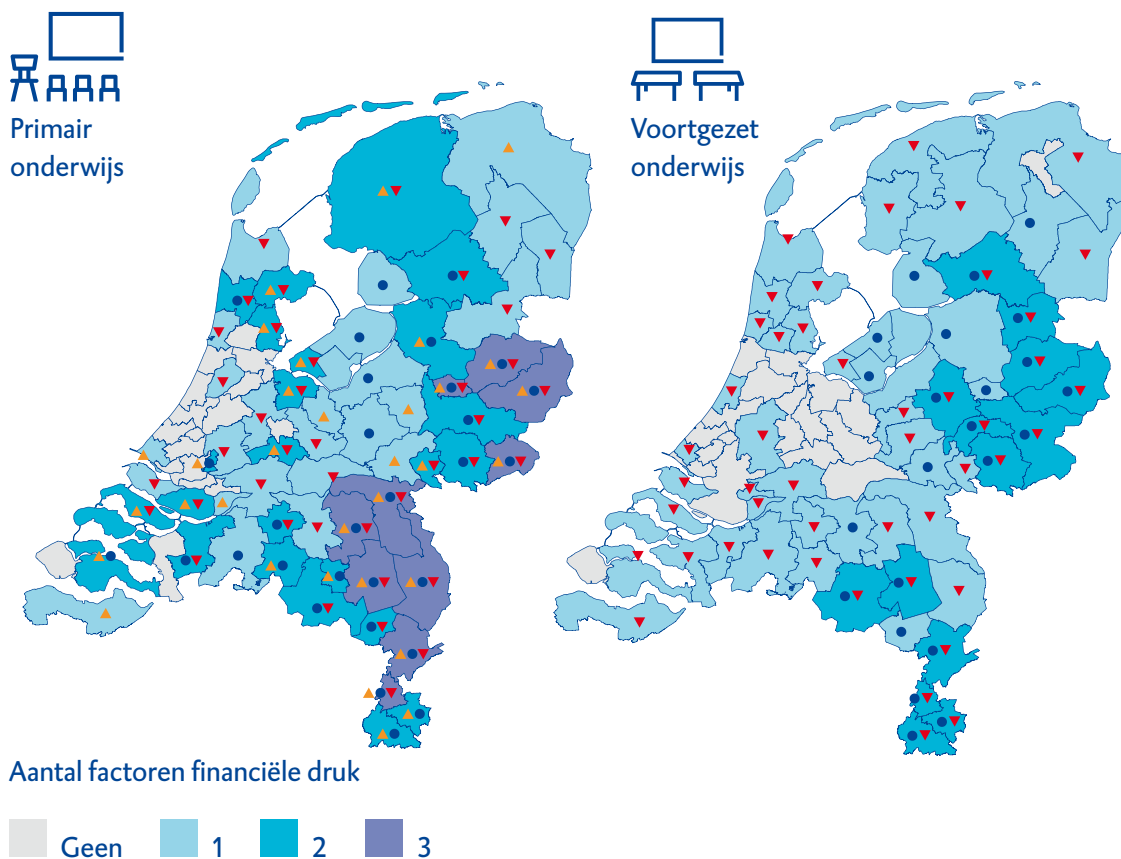 Primair
onderwijs
Voortgezet
onderwijs
Aantal factoren financiële druk
Geen 1 2 3